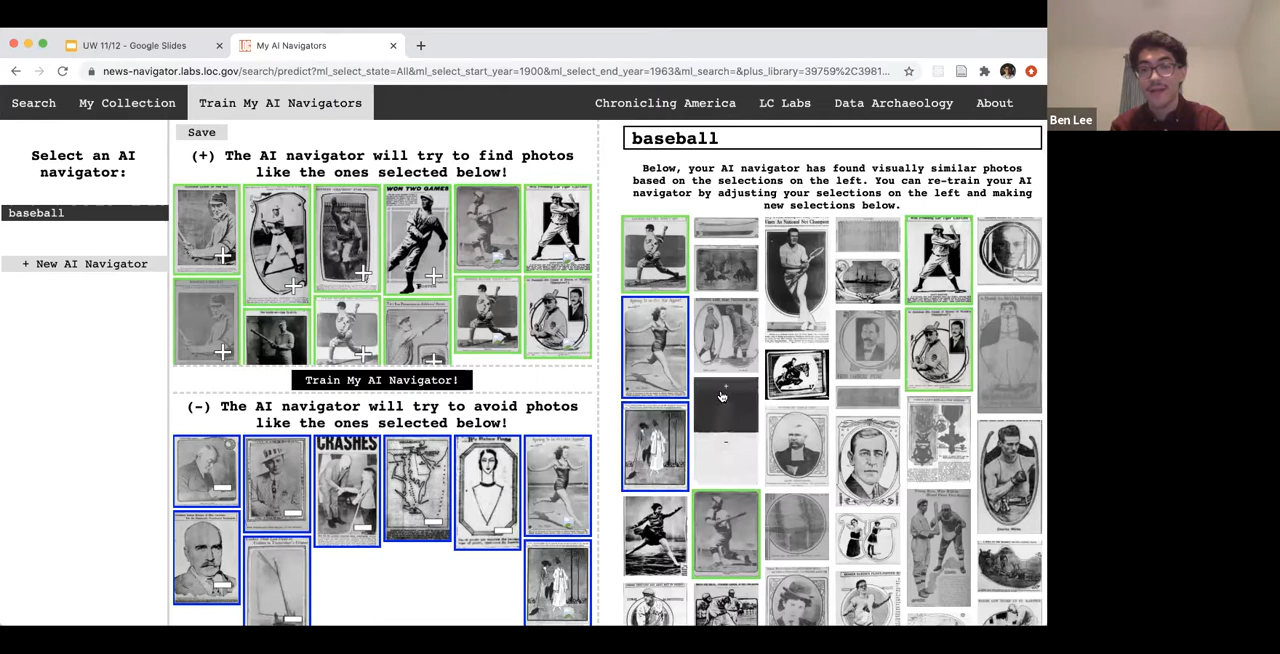 UW 11/12 - Google Slides
My AI Navigators
news-navigator.labs.loc.gov/search/predict?ml_select_state=All&ml_select_start_year=1900&ml_select_end_year=1963&ml_search=&plus_library=39759%2C3981...
Search My Collection Train My AI Navigators Chronicling America LC Labs Data Archaeology About
Ben Lee
Select an AI
navigator:
baseball
+ New AI Navigator
Save
(+) The AI navigator will try to find photos
like the ones selected below!
WON TWO GAMES
Train My AI Navigator!
(-) The AI navigator will try to avoid photos
like the ones selected below!
CRASHES
baseball
Below, your AI navigator has found visually similar photos
based on the selections on the left. You can re-train your AI
navigator by adjusting your selections on the left and making
new selections below.